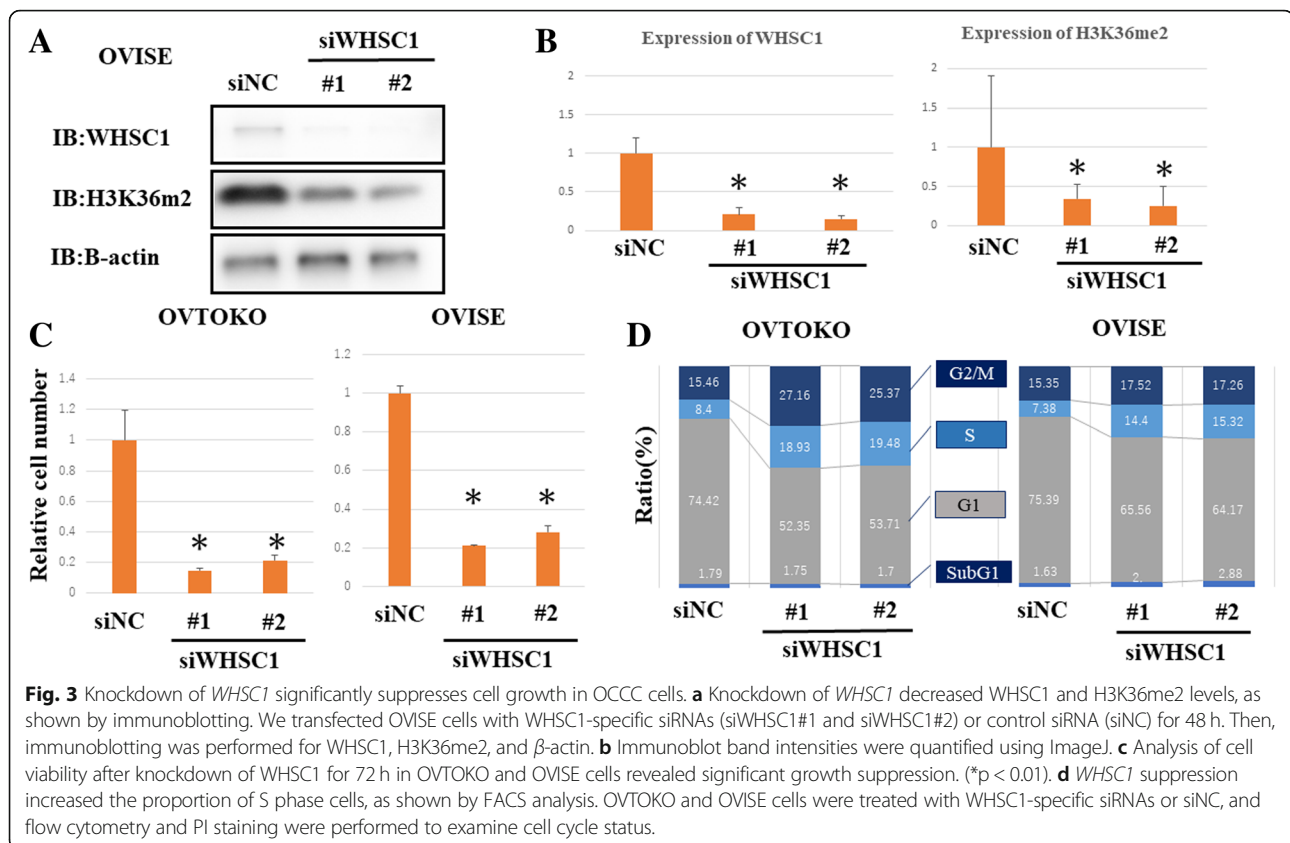 A
OVISE
siWHSC1
siNC #1 #2
IB:WHSC1
IB:H3K36m2
IB:B-actin
B
Expression of WHSC1
2
1.5
1
0.5
0
* *
siNC #1 #2
siWHSC1
Expression of H3K36me2
2
1.5
1
0.5
0
* *
siNC #1 #2
siWHSC1
C
OVTOKO
Relative cell number
1.4
1.2
1
0.8
0.6
0.4
0.2
0
* *
siNC #1 #2
siWHSC1
OVISE
1.2
1
0.8
0.6
0.4
0.2
0
* *
siNC #1 #2
siWHSC1
D
OVTOKO
Ratio(%)
15.46 27.16 25.37
8.4 18.93 19.48
74.42 52.35 53.71
1.79 1.75 1.7
siNC #1 #2
siWHSC1
G2/M
S
G1
SubG1
OVISE
15.35 17.52 17.26
7.38 14.4 15.32
75.39 65.56 64.17
1.63 2. 2.88
siNC #1 #2
siWHSC1
Fig. 3 Knockdown of WHSC1 significantly suppresses cell growth in OCCC cells. a Knockdown of WHSC1 decreased WHSC1 and H3K36me2 levels, as
shown by immunoblotting. We transfected OVISE cells with WHSC1-specific siRNAs (siWHSC1#1 and siWHSC1#2) or control siRNA (siNC) for 48 h. Then,
immunoblotting was performed for WHSC1, H3K36me2, and β-actin. b Immunoblot band intensities were quantified using ImageJ. c Analysis of cell
viability after knockdown of WHSC1 for 72 h in OVTOKO and OVISE cells revealed significant growth suppression. (*p < 0.01). d WHSC1 suppression
increased the proportion of S phase cells, as shown by FACS analysis. OVTOKO and OVISE cells were treated with WHSC1-specific siRNAs or siNC, and
flow cytometry and PI staining were performed to examine cell cycle status.